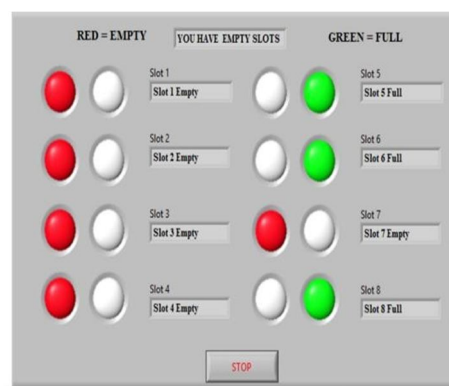 RED = EMPTY
YOU HAVE EMPTY SLOTS
GREEN = FULL
Slot 1
Slot 1 Empty
Slot 2
Slot 2 Empty
Slot 3
Slot 3 Empty
Slot 4
Slot 4 Empty
Slot 5
Slot 5 Full
Slot 6
Slot 6 Full
Slot 7
Slot 7 Empty
Slot 8
Slot 8 Full
STOP